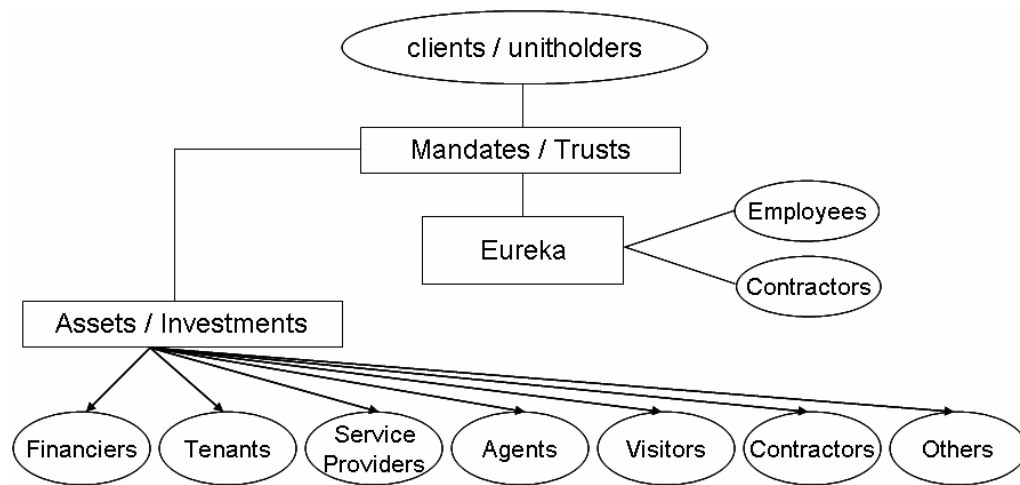 clients / unitholders
Mandates / Trusts
Employees
Eureka
Contractors
Assets / Investments
Financiers
Tenants
Service
Providers
Agents
Visitors
Contractors
Others